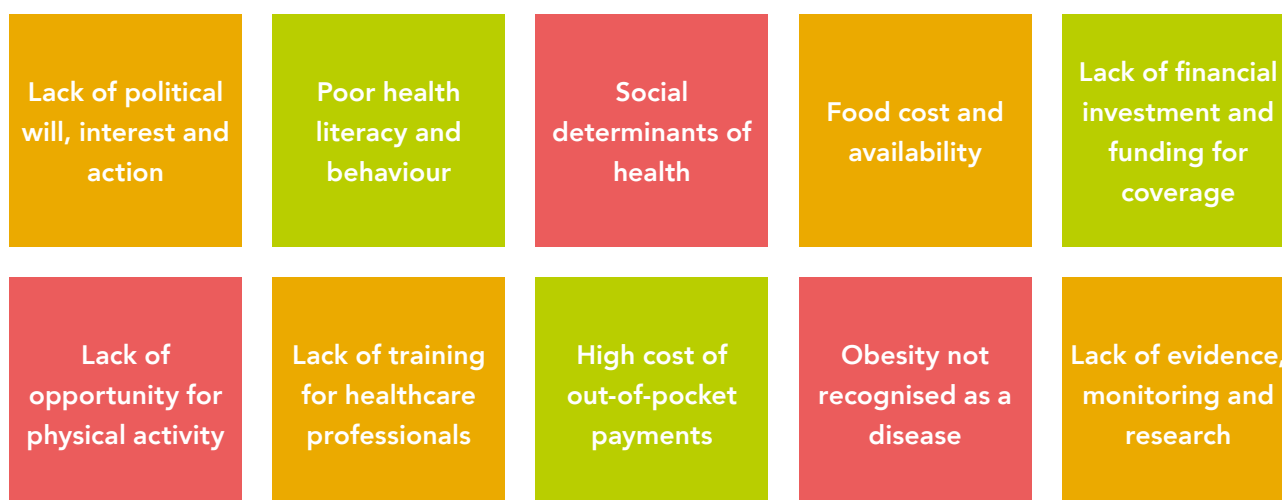 Lack of political
will, interest and
action
Poor health
literacy and
behaviour
Social
determinants of
health
Food cost and
availability
Lack of financial
investment and
funding for
coverage
Lack of
opportunity for
physical activity
Lack of training
for healthcare
professionals
High cost of
out-of-pocket
payments
Obesity not
recognised as a
disease
Lack of evidence,
monitoring and
research